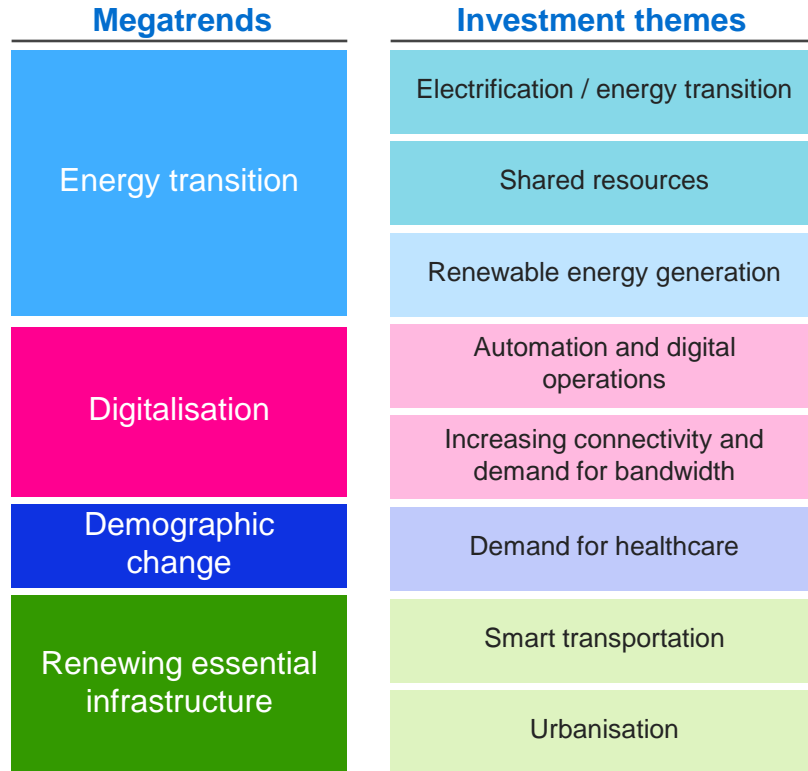 Megatrends
Investment themes
Energy transition
Electrification / energy transition
Shared resources
Renewable energy generation
Digitalisation
Automation and digital
operations
Increasing connectivity and
demand for bandwidth
Demographic
change
Demand for healthcare
Renewing essential
infrastructure
Smart transportation
Urbanisation